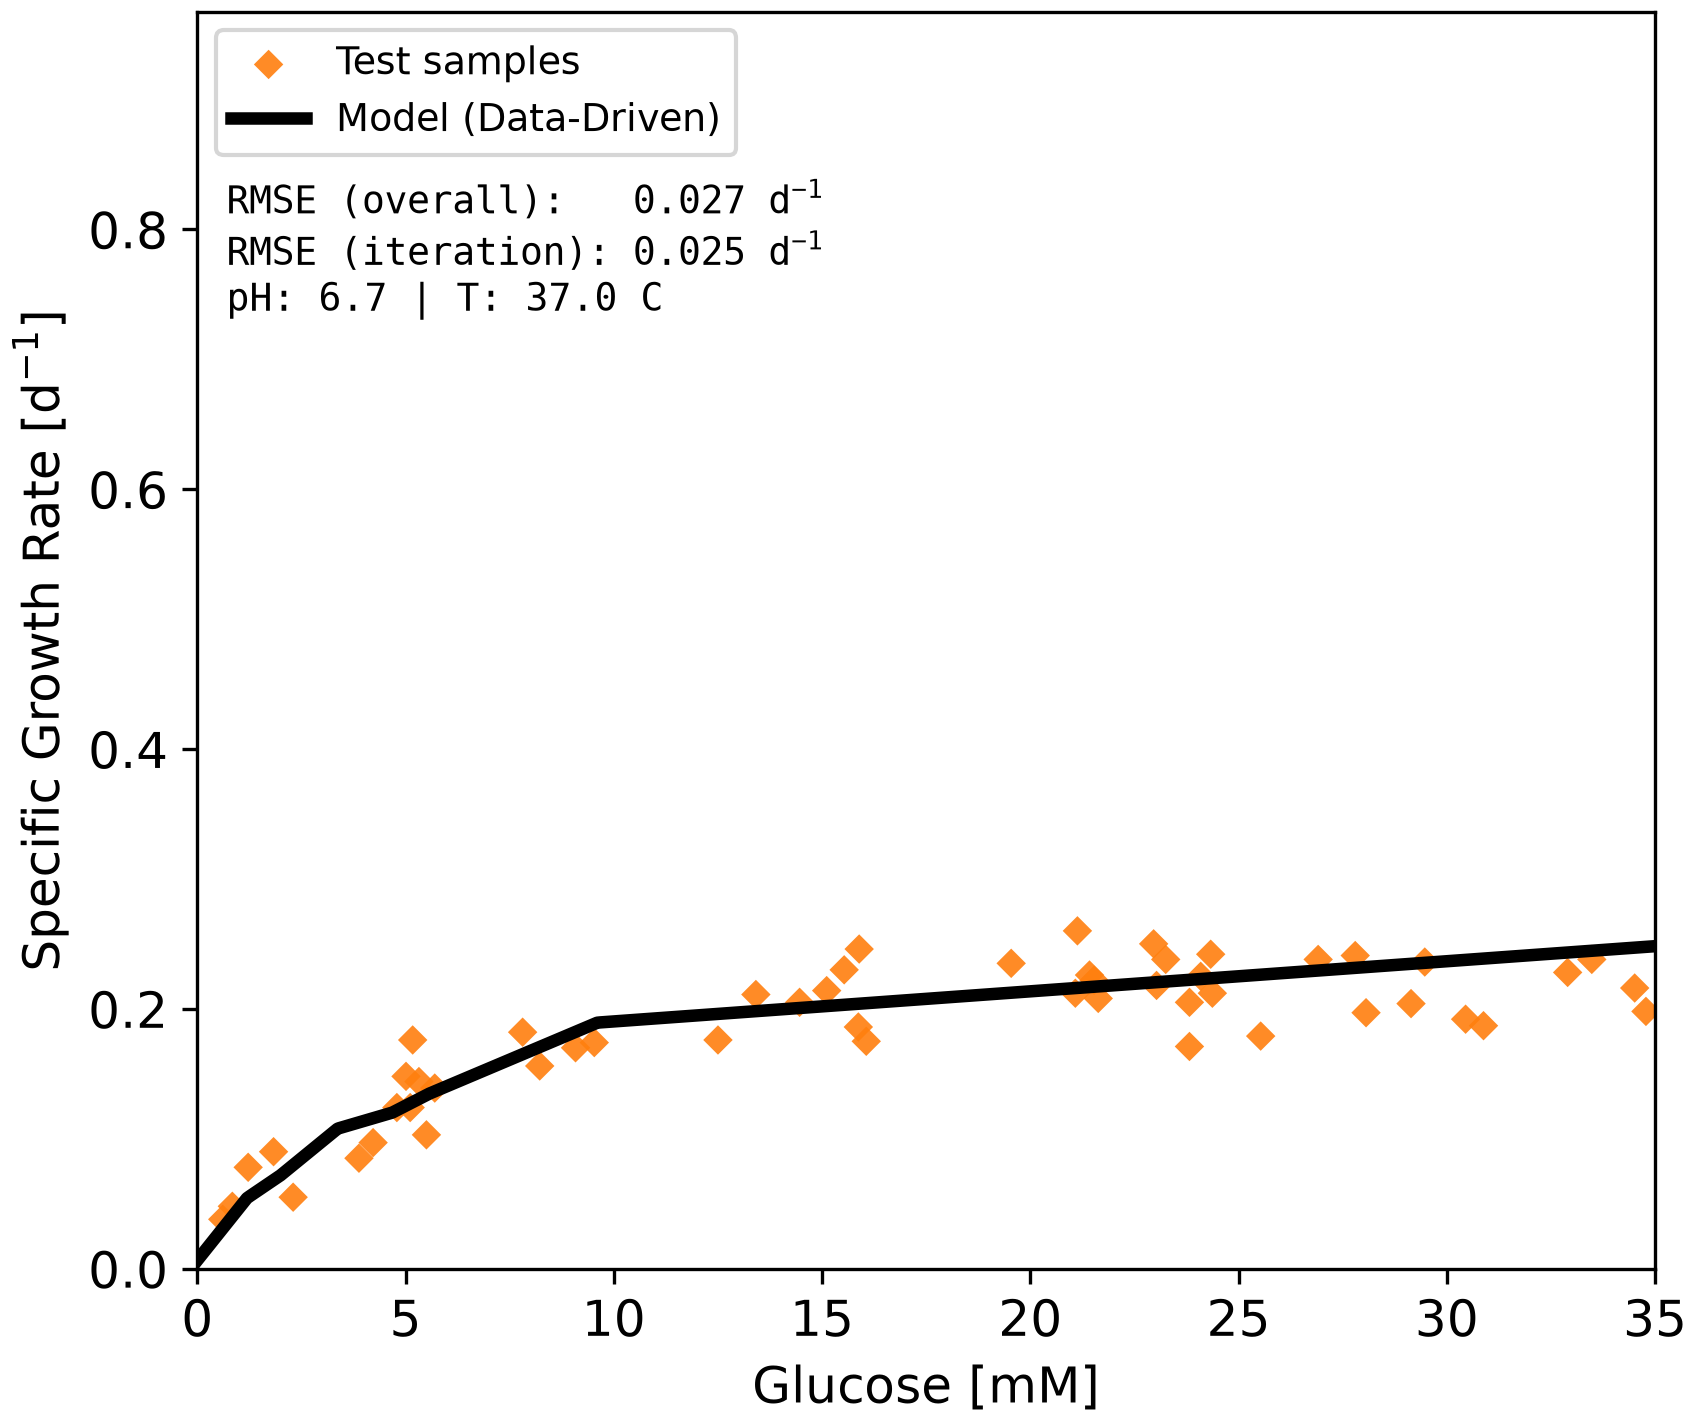 Test samples
Model (Data-Driven)
RMSE (overall):   0.027 d⁻¹
RMSE (iteration): 0.025 d⁻¹
pH: 6.7 | T: 37.0 C
0.8
0.6
0.4
0.2
0.0
Specific Growth Rate [d⁻¹]
0 5 10 15 20 25 30 35
Glucose [mM]